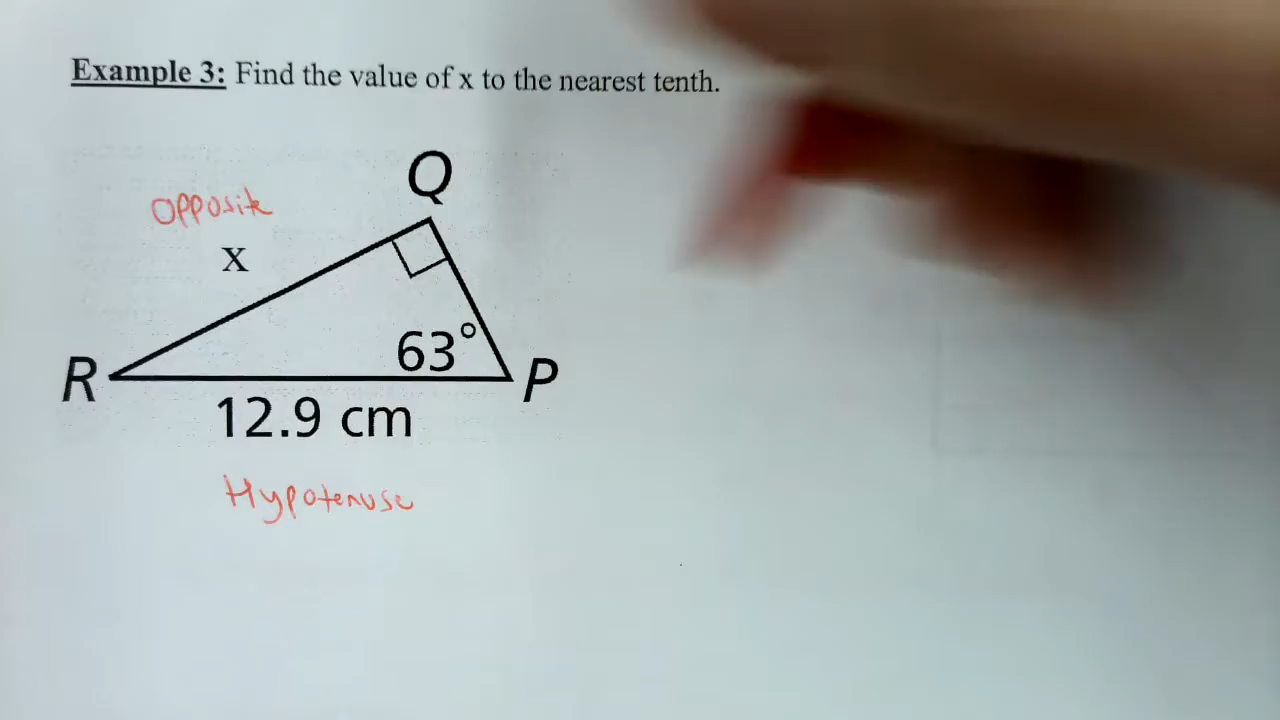 Example 3: Find the value of x to the nearest tenth.
Q
Opposite
x
63°
R
P
12.9 cm
Hypotenuse